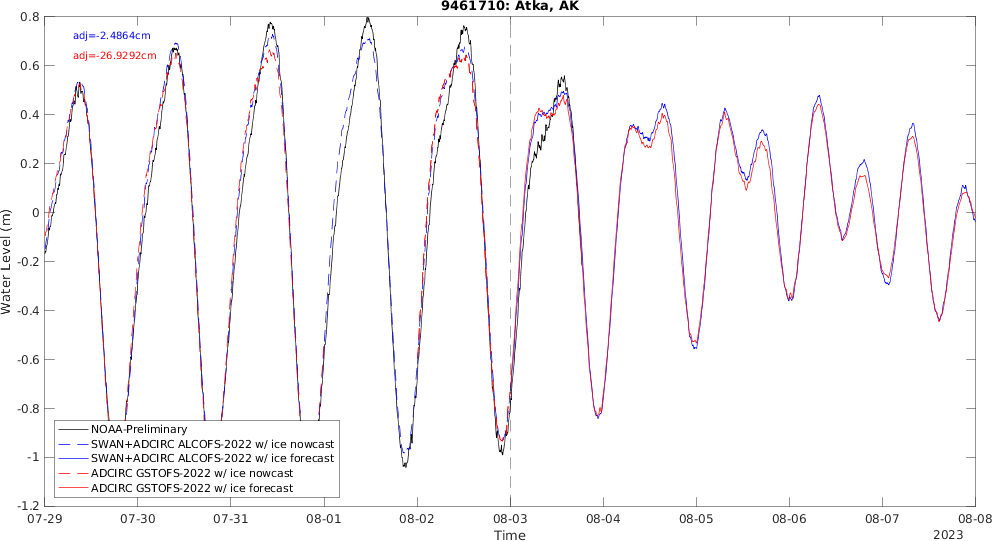 9461710: Atka, AK
adj=-2.4864cm
adj=-26.9292cm
Water Level (m)
0.8
0.6
0.4
0.2
0
-0.2
-0.4
-0.6
-0.8
-1
-1.2
NOAA-Preliminary
SWAN+ADCIRC ALCOFS-2022 w/ ice nowcast
SWAN+ADCIRC ALCOFS-2022 w/ ice forecast
ADCIRC GSTOFS-2022 w/ ice nowcast
ADCIRC GSTOFS-2022 w/ ice forecast
07-29 07-30 07-31 08-01 08-02 08-03 08-04 08-05 08-06 08-07 08-08
Time
2023